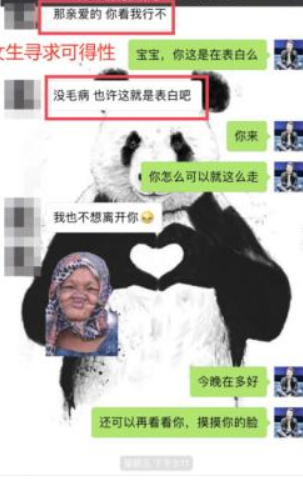 那亲爱的 你看我行不
女生寻求可得性
宝宝，你这是在表白么
没毛病 也许这就是表白吧
你来
你怎么可以就这么走
我也不想离开你😂
今晚在多好
还可以再看看你，摸摸你的脸